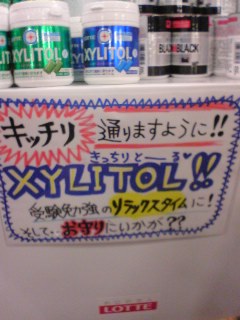 XYLITOL XYLITOL BLACK BLACK
キッチリ 通りますように!!
きっちりとーる♥
XYLITOL!!
受験勉強のリラックスタイムに!
そして…お守りにいかが??
LOTTE